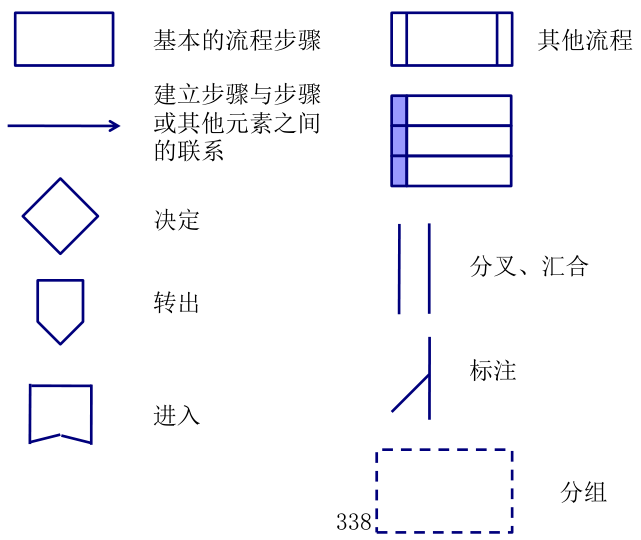 基本的流程步骤
建立步骤与步骤
或其他元素之间
的联系
决定
转出
进入
其他流程
分叉、汇合
标注
分组
338